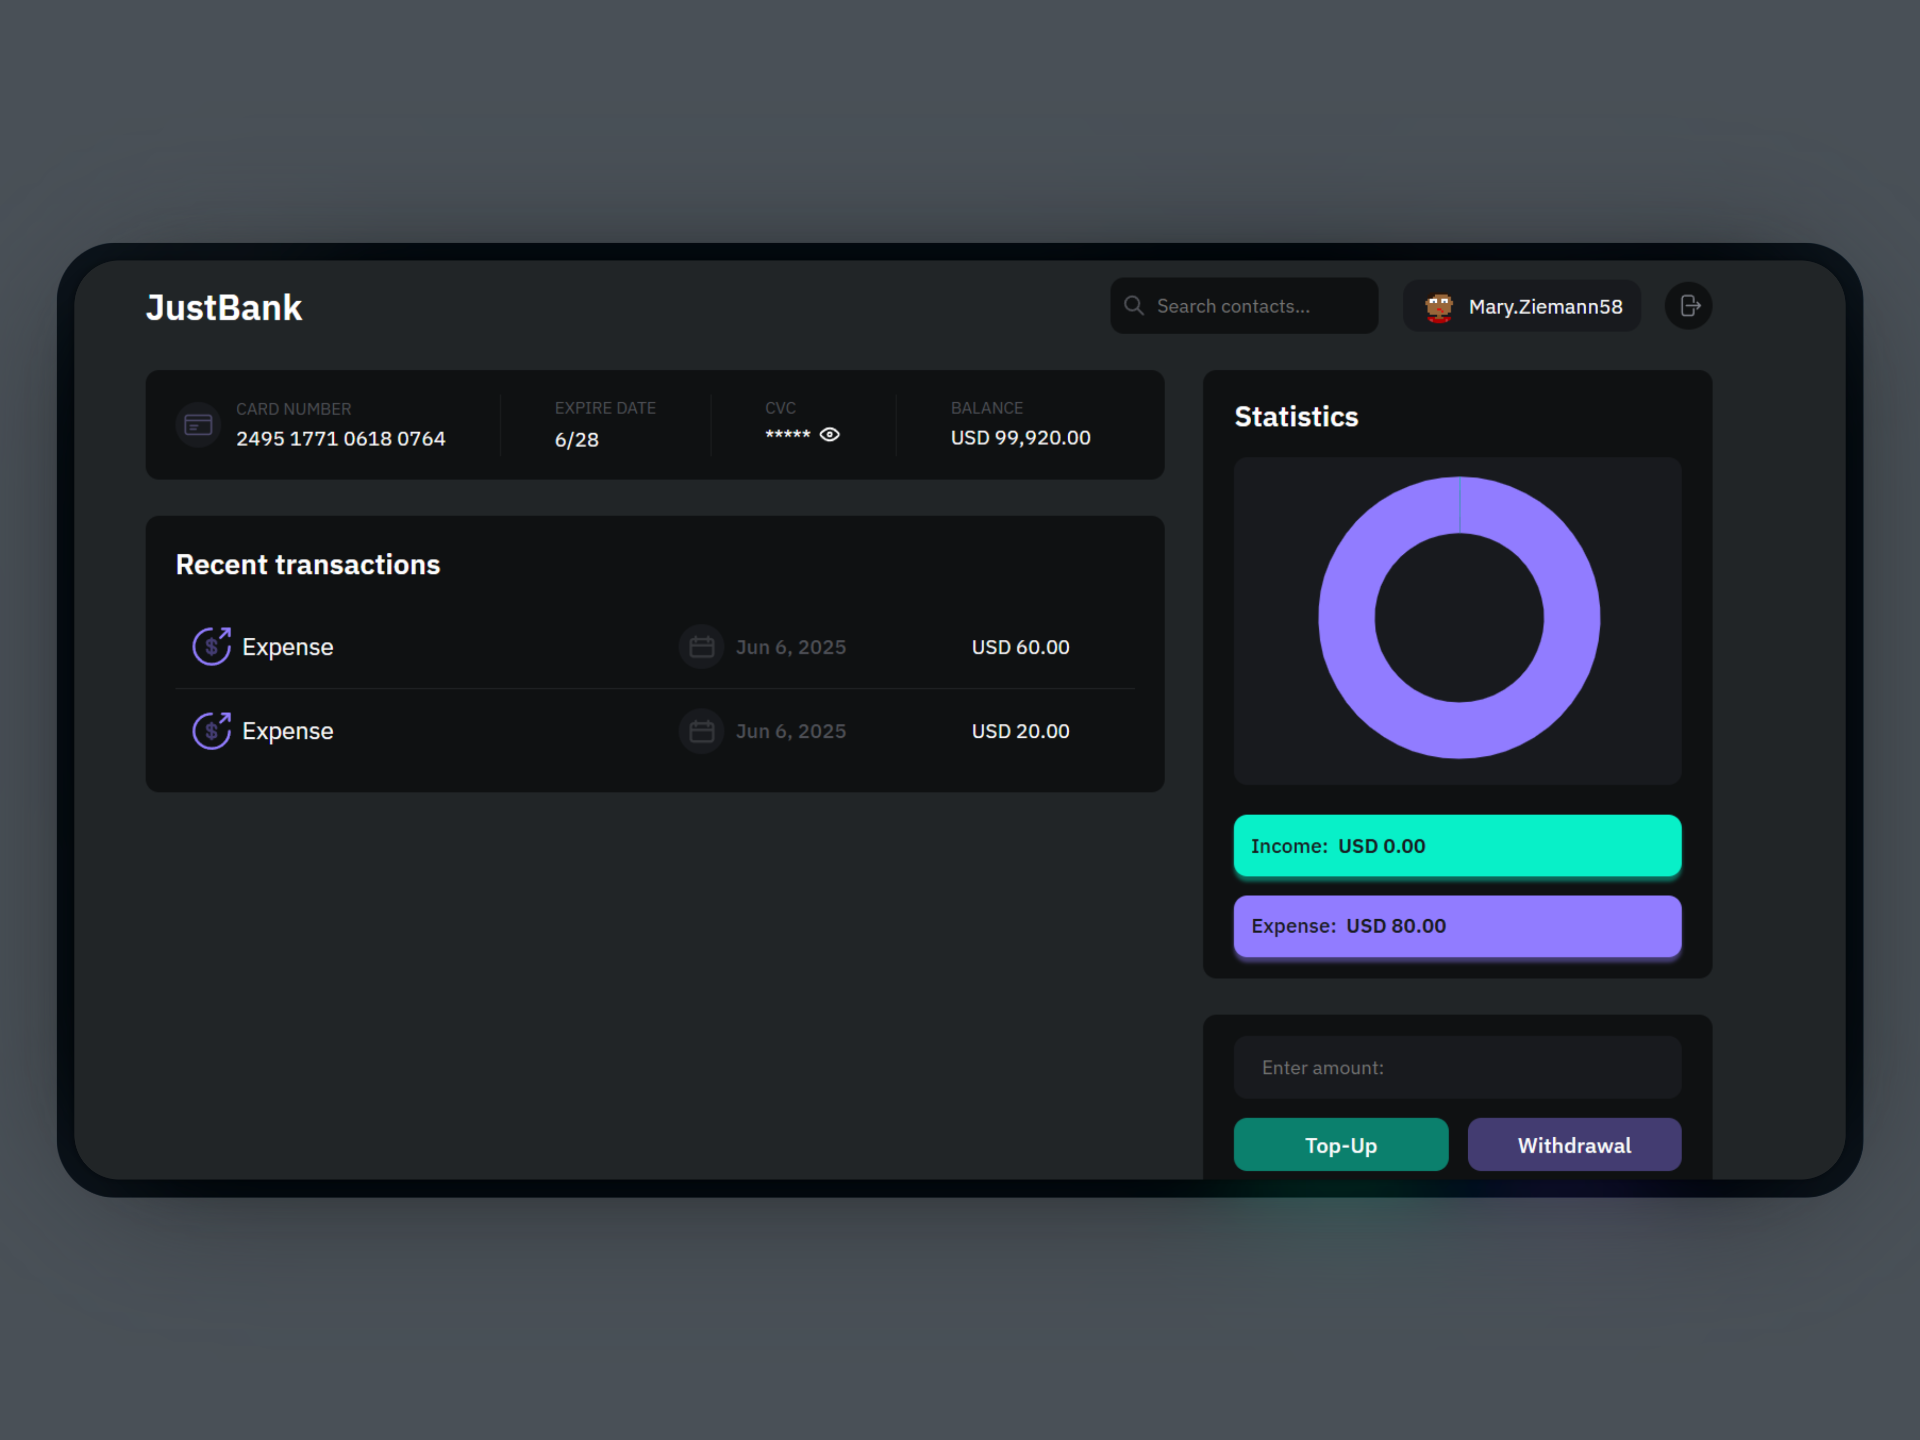 JustBank
Search contacts...
Mary.Ziemann58
CARD NUMBER
2495 1771 0618 0764
EXPIRE DATE
6/28
CVC
*****
BALANCE
USD 99,920.00
Recent transactions
Expense Jun 6, 2025 USD 60.00
Expense Jun 6, 2025 USD 20.00
Statistics
Income: USD 0.00
Expense: USD 80.00
Enter amount:
Top-Up
Withdrawal